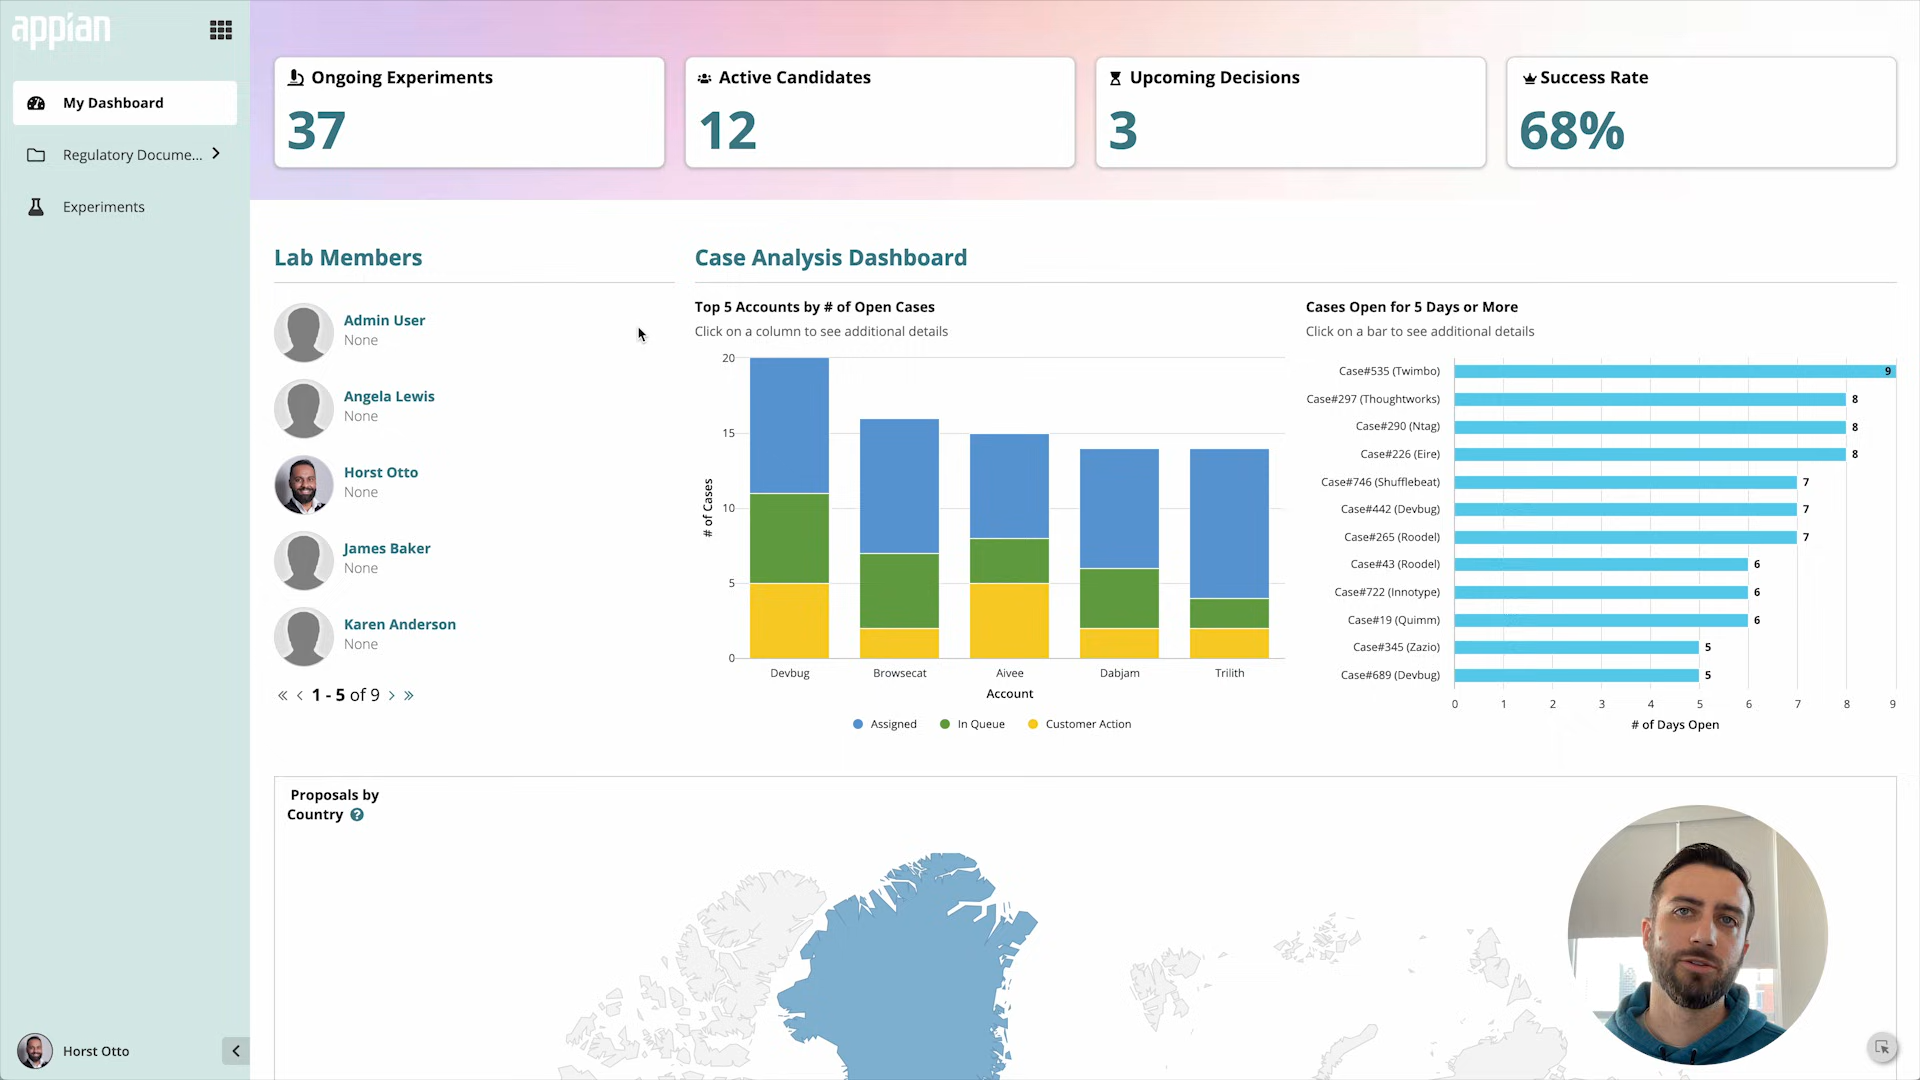 appian
My Dashboard
Regulatory Docume...
Experiments
Ongoing Experiments
37
Active Candidates
12
Upcoming Decisions
3
Success Rate
68%
Lab Members
Admin User
None
Angela Lewis
None
Horst Otto
None
James Baker
None
Karen Anderson
None
« ‹ 1 - 5 of 9 › »
Case Analysis Dashboard
Top 5 Accounts by # of Open Cases
Click on a column to see additional details
# of Cases
20
15
10
5
0
Devbug Browsecat Aivee Dabjam Trilith
Account
Assigned In Queue Customer Action
Cases Open for 5 Days or More
Click on a bar to see additional details
Case#535 (Twimbo) 9
Case#297 (Thoughtworks) 8
Case#290 (Ntag) 8
Case#226 (Eire) 8
Case#746 (Shufflebeat) 7
Case#442 (Devbug) 7
Case#265 (Roodel) 7
Case#43 (Roodel) 6
Case#722 (Innotype) 6
Case#19 (Quimm) 6
Case#345 (Zazio) 5
Case#689 (Devbug) 5
0 1 2 3 4 5 6 7 8 9
# of Days Open
Proposals by
Country ?
Horst Otto